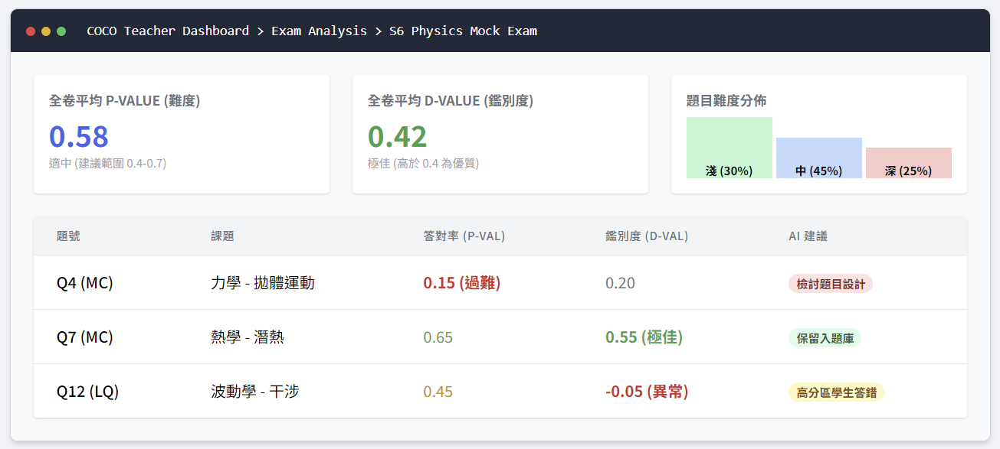 COCO Teacher Dashboard > Exam Analysis > S6 Physics Mock Exam
全卷平均 P-VALUE (難度)
0.58
適中 (建議範圍 0.4-0.7)
全卷平均 D-VALUE (鑑別度)
0.42
極佳 (高於 0.4 為優質)
題目難度分佈
淺 (30%)
中 (45%)
深 (25%)
題號 課題 答對率 (P-VAL) 鑑別度 (D-VAL) AI 建議
Q4 (MC) 力學 - 拋體運動 0.15 (過難) 0.20 檢討題目設計
Q7 (MC) 熱學 - 潛熱 0.65 0.55 (極佳) 保留入題庫
Q12 (LQ) 波動學 - 干涉 0.45 -0.05 (異常) 高分區學生答錯